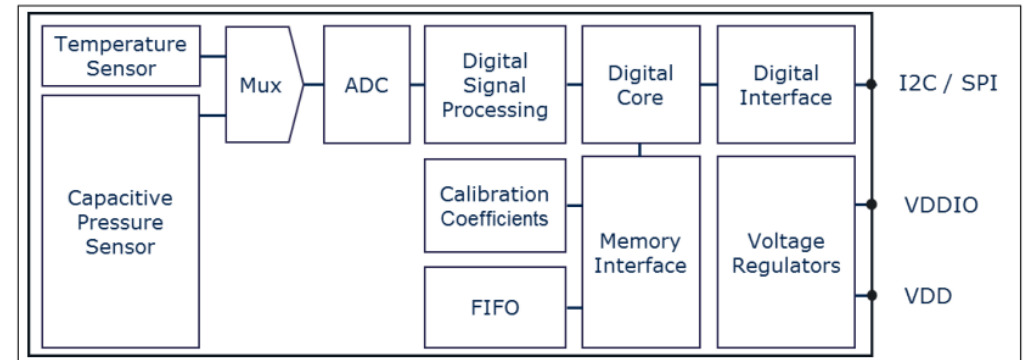 Temperature
Sensor
Mux
ADC
Digital
Signal
Processing
Digital
Core
Digital
Interface
I2C / SPI
Capacitive
Pressure
Sensor
Calibration
Coefficients
FIFO
Memory
Interface
Voltage
Regulators
VDDIO
VDD